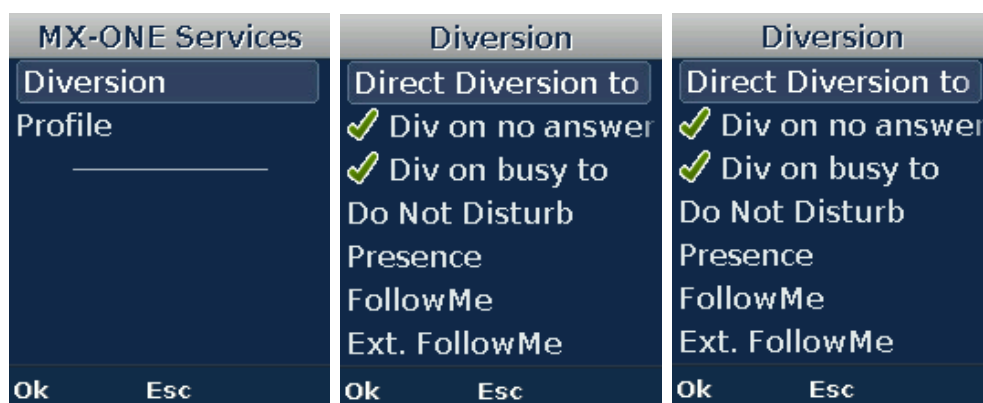 MX-ONE Services
Diversion
Profile
Ok Esc
Diversion
Direct Diversion to
Div on no answer
Div on busy to
Do Not Disturb
Presence
FollowMe
Ext. FollowMe
Ok Esc
Diversion
Direct Diversion to
Div on no answer
Div on busy to
Do Not Disturb
Presence
FollowMe
Ext. FollowMe
Ok Esc